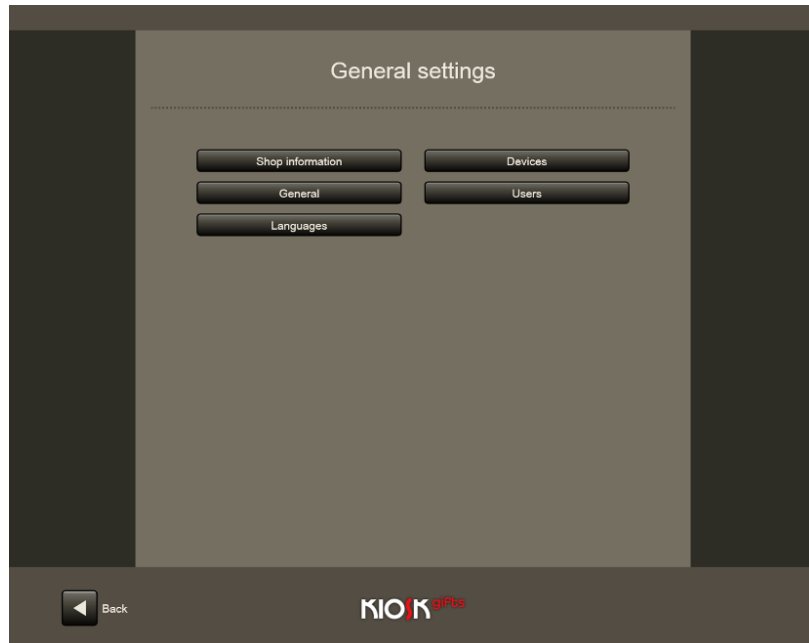 General settings
Shop information
Devices
General
Users
Languages
Back
KIOSK gifts